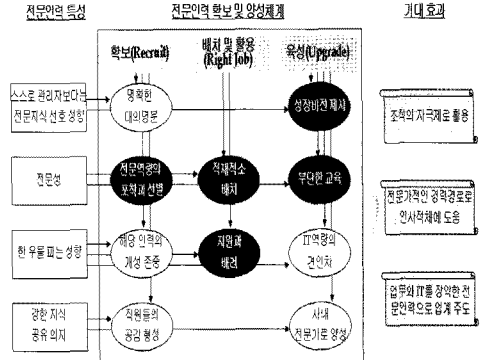 전문인력 특성
전문인력 확보 및 양성체계
기대 효과
확보(Recruit)
배치 및 활용
(Right Job)
육성(Upgrade)
스스로 관리자보다는
전문지식 선호 성향
명확한
대의명분
성장비전 제시
조직의 자극제로 활용
전문성
전문역량의
포착과 선별
적재적소
배치
부단한 교육
전문가적인 경력경로로
인사적체에 도움
한 우물 파는 성향
해당 인력의
개성 존중
지원과
배려
IT역량의
견인차
업무와 IT를 장악한 전
문인력으로 업계 주도
강한 지식
공유 의지
직원들의
공감 형성
사내
전문가로 양성